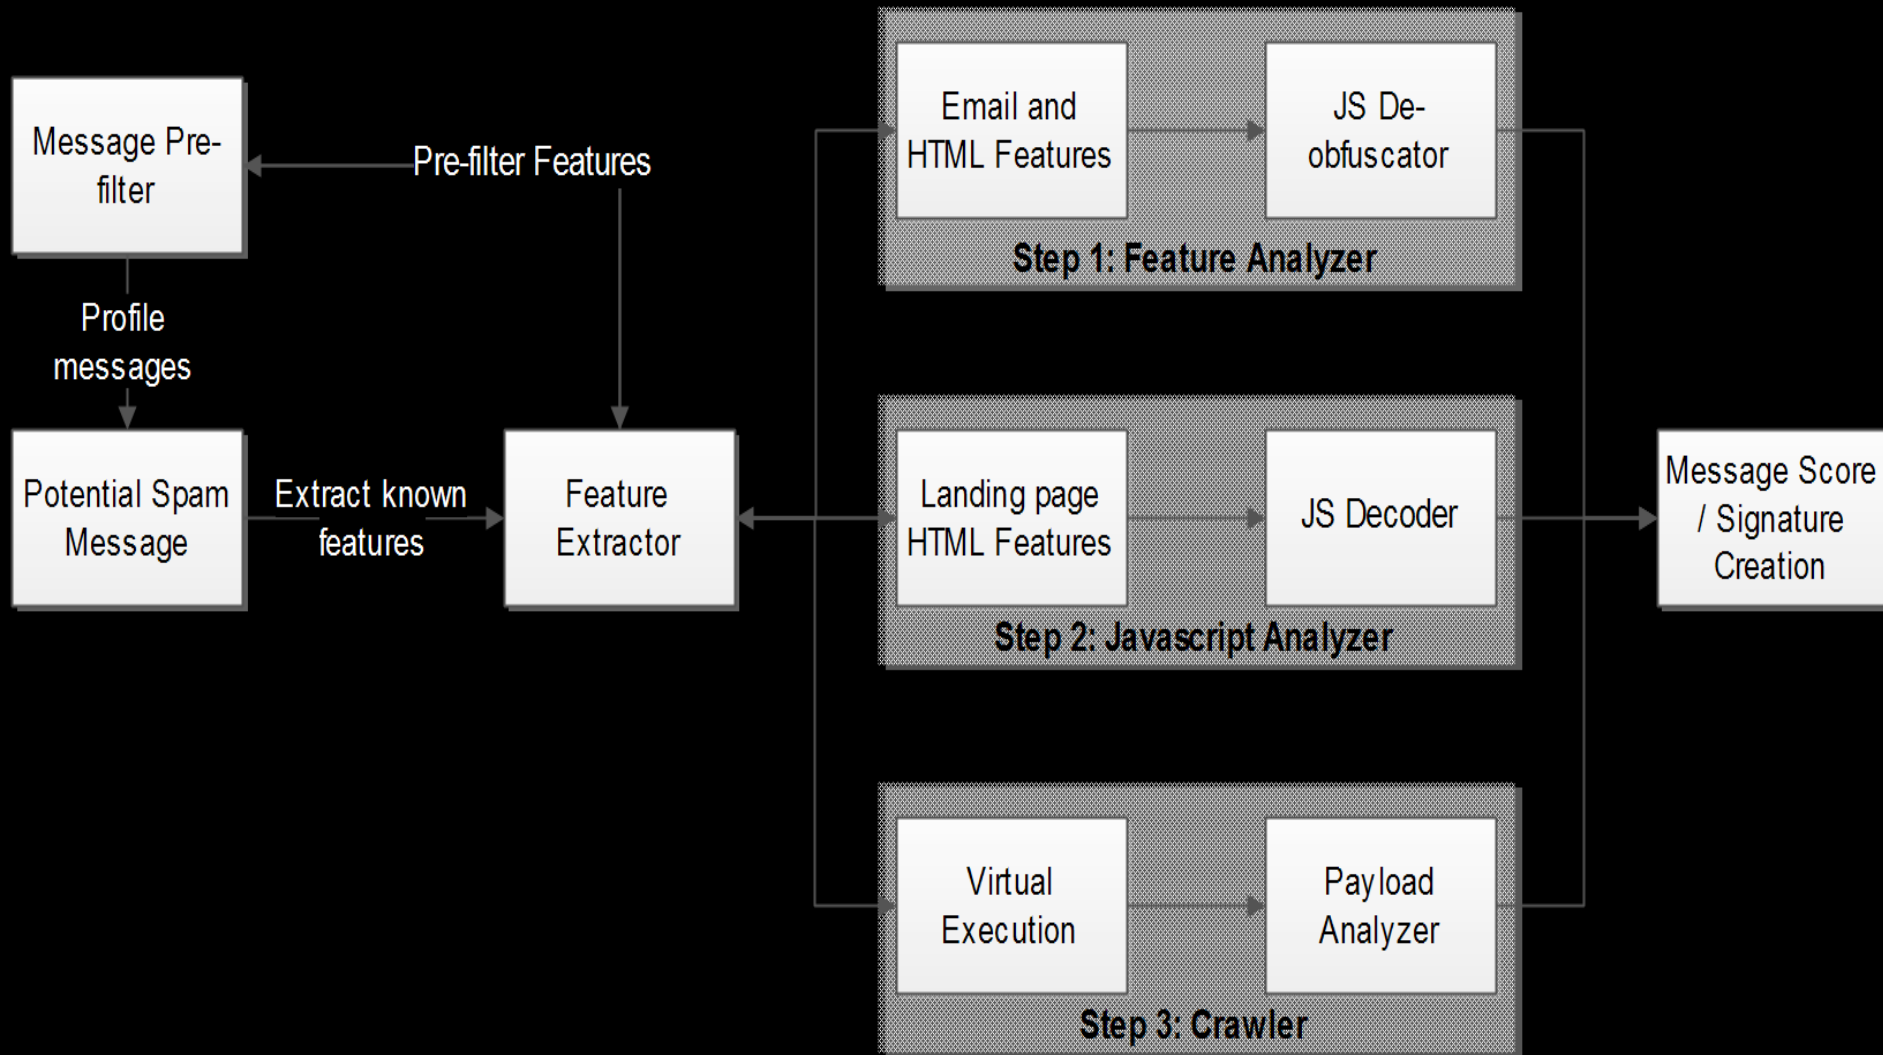 Message Pre-
filter
Pre-filter Features
Profile
messages
Potential Spam
Message
Extract known
features
Feature
Extractor
Email and
HTML Features
JS De-
obfuscator
Step 1: Feature Analyzer
Landing page
HTML Features
JS Decoder
Step 2: Javascript Analyzer
Virtual
Execution
Payload
Analyzer
Step 3: Crawler
Message Score
/ Signature
Creation